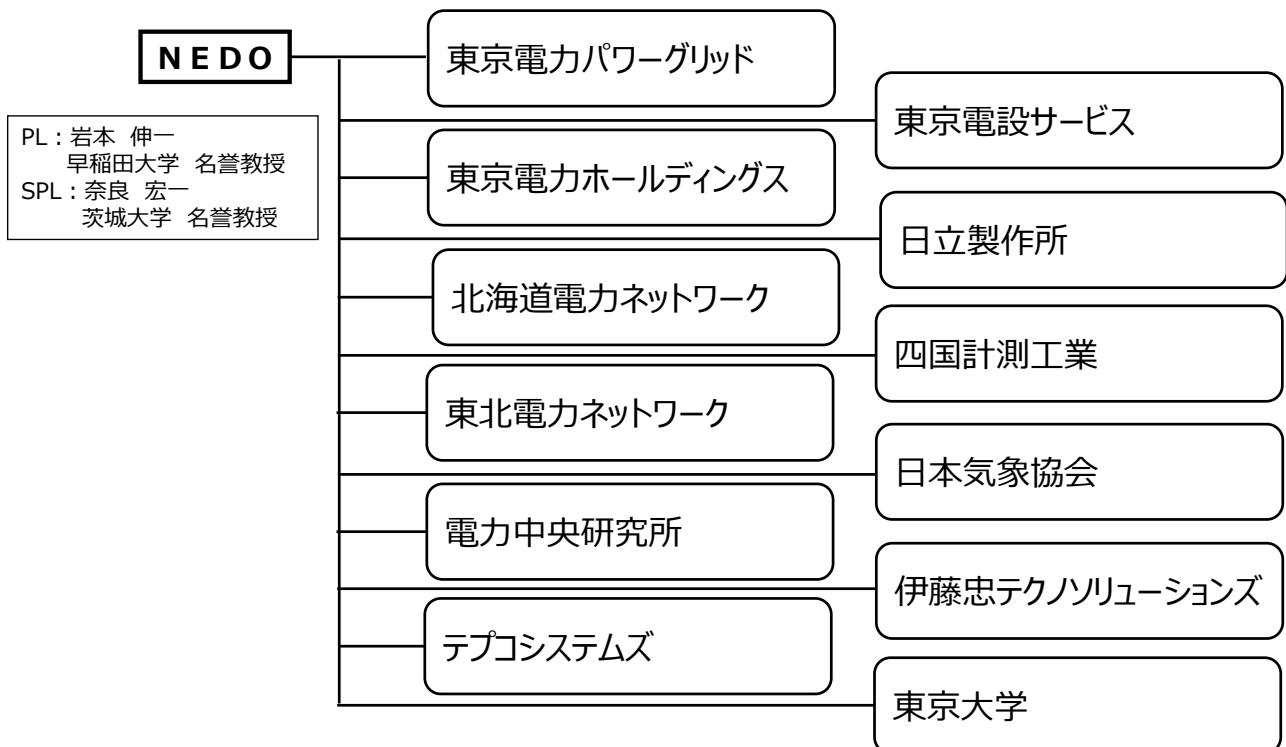 NEDO
PL：岩本 伸一
早稲田大学 名誉教授
SPL：奈良 宏一
茨城大学 名誉教授
東京電力パワーグリッド
東京電設サービス
東京電力ホールディングス
日立製作所
北海道電力ネットワーク
四国計測工業
東北電力ネットワーク
日本気象協会
電力中央研究所
伊藤忠テクノソリューションズ
テプコシステムズ
東京大学